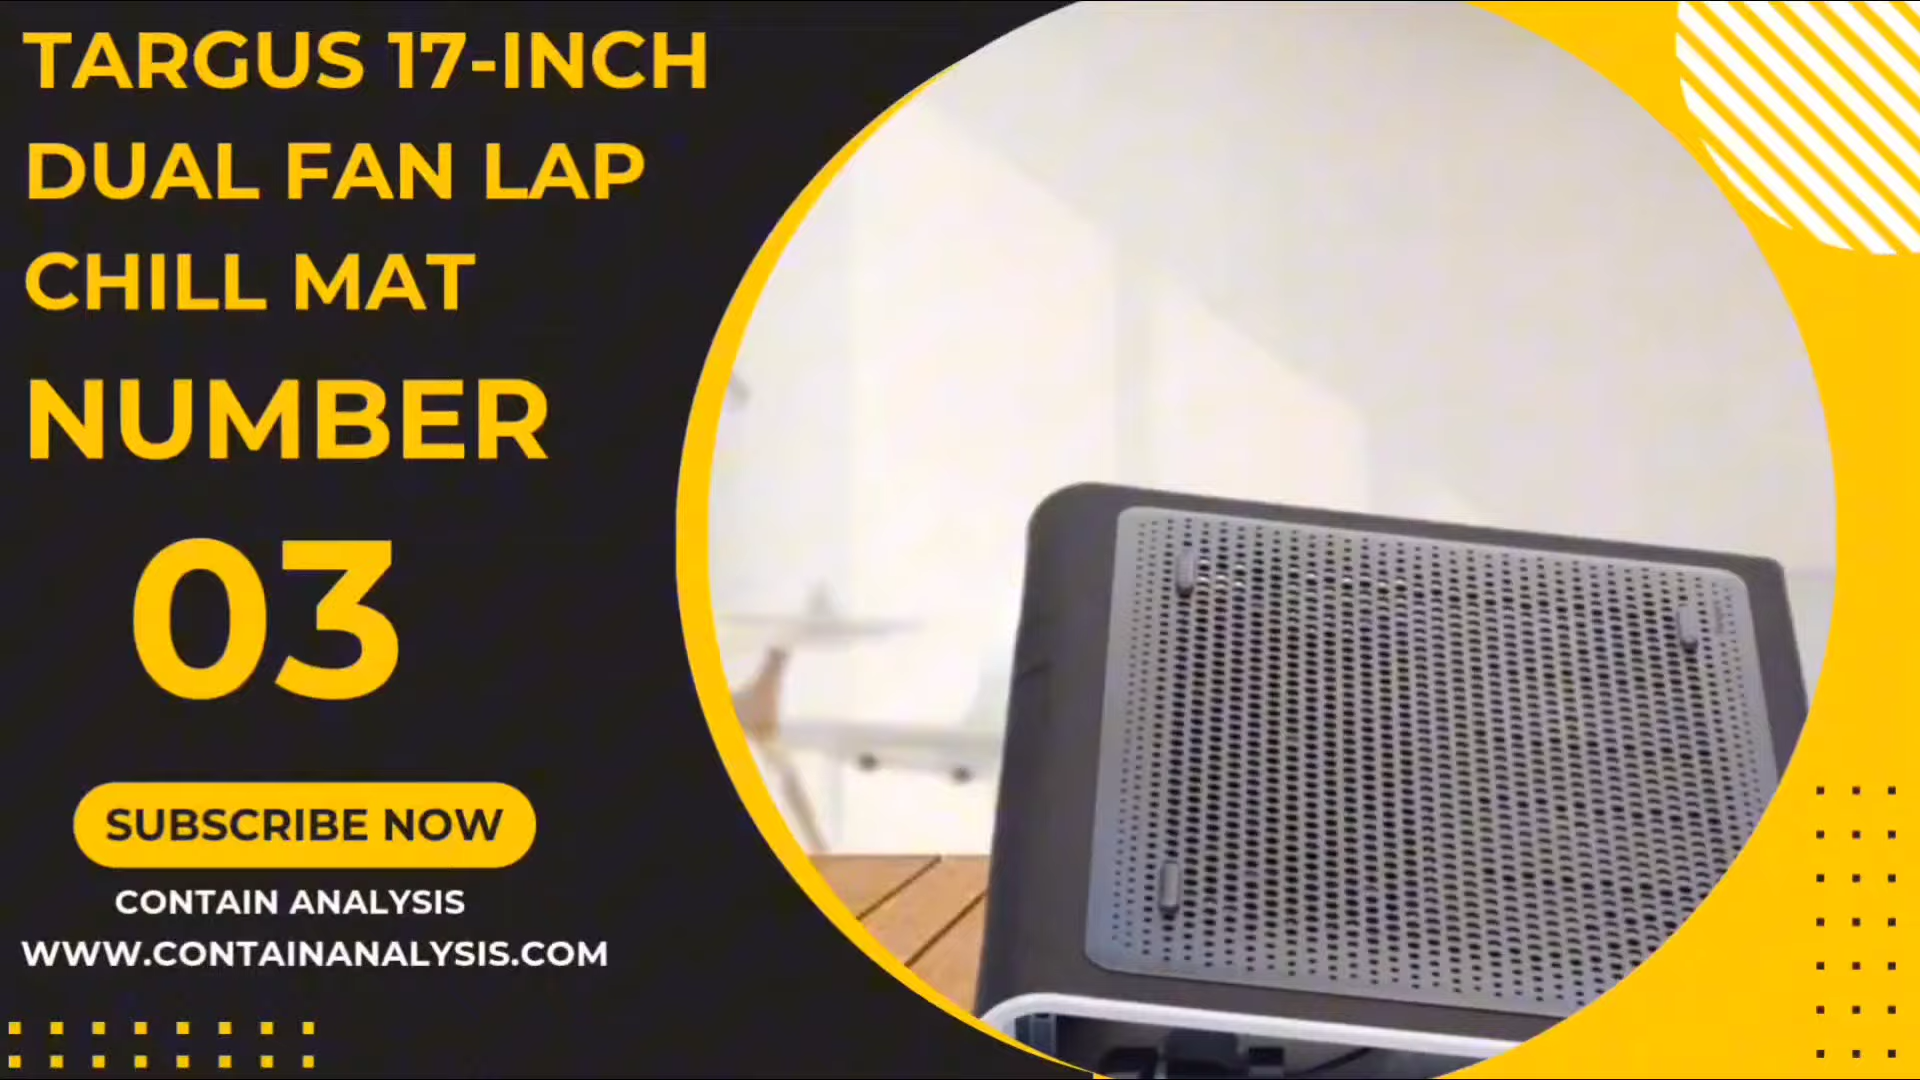 TARGUS 17-INCH
DUAL FAN LAP
CHILL MAT
NUMBER
03
SUBSCRIBE NOW
CONTAIN ANALYSIS
WWW.CONTAINANALYSIS.COM